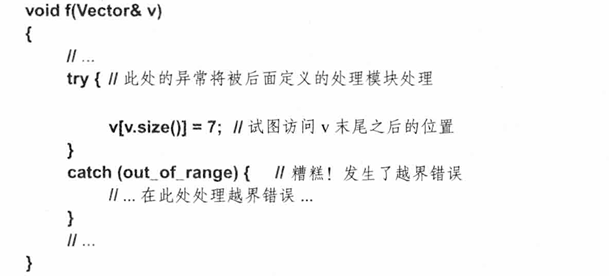 void f(Vector& v)
{
// ...
try { // 此处的异常将被后面定义的处理模块处理
v[v.size()] = 7; // 试图访问 v 末尾之后的位置
}
catch (out_of_range) { // 糟糕！发生了越界错误
// ... 在此处处理越界错误 ...
}
// ...
}